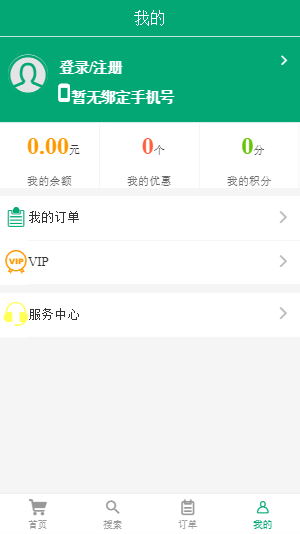 我的
登录/注册
暂无绑定手机号
0.00元
0个
0分
我的余额
我的优惠
我的积分
我的订单
VIP
VIP
服务中心
首页
搜索
订单
我的